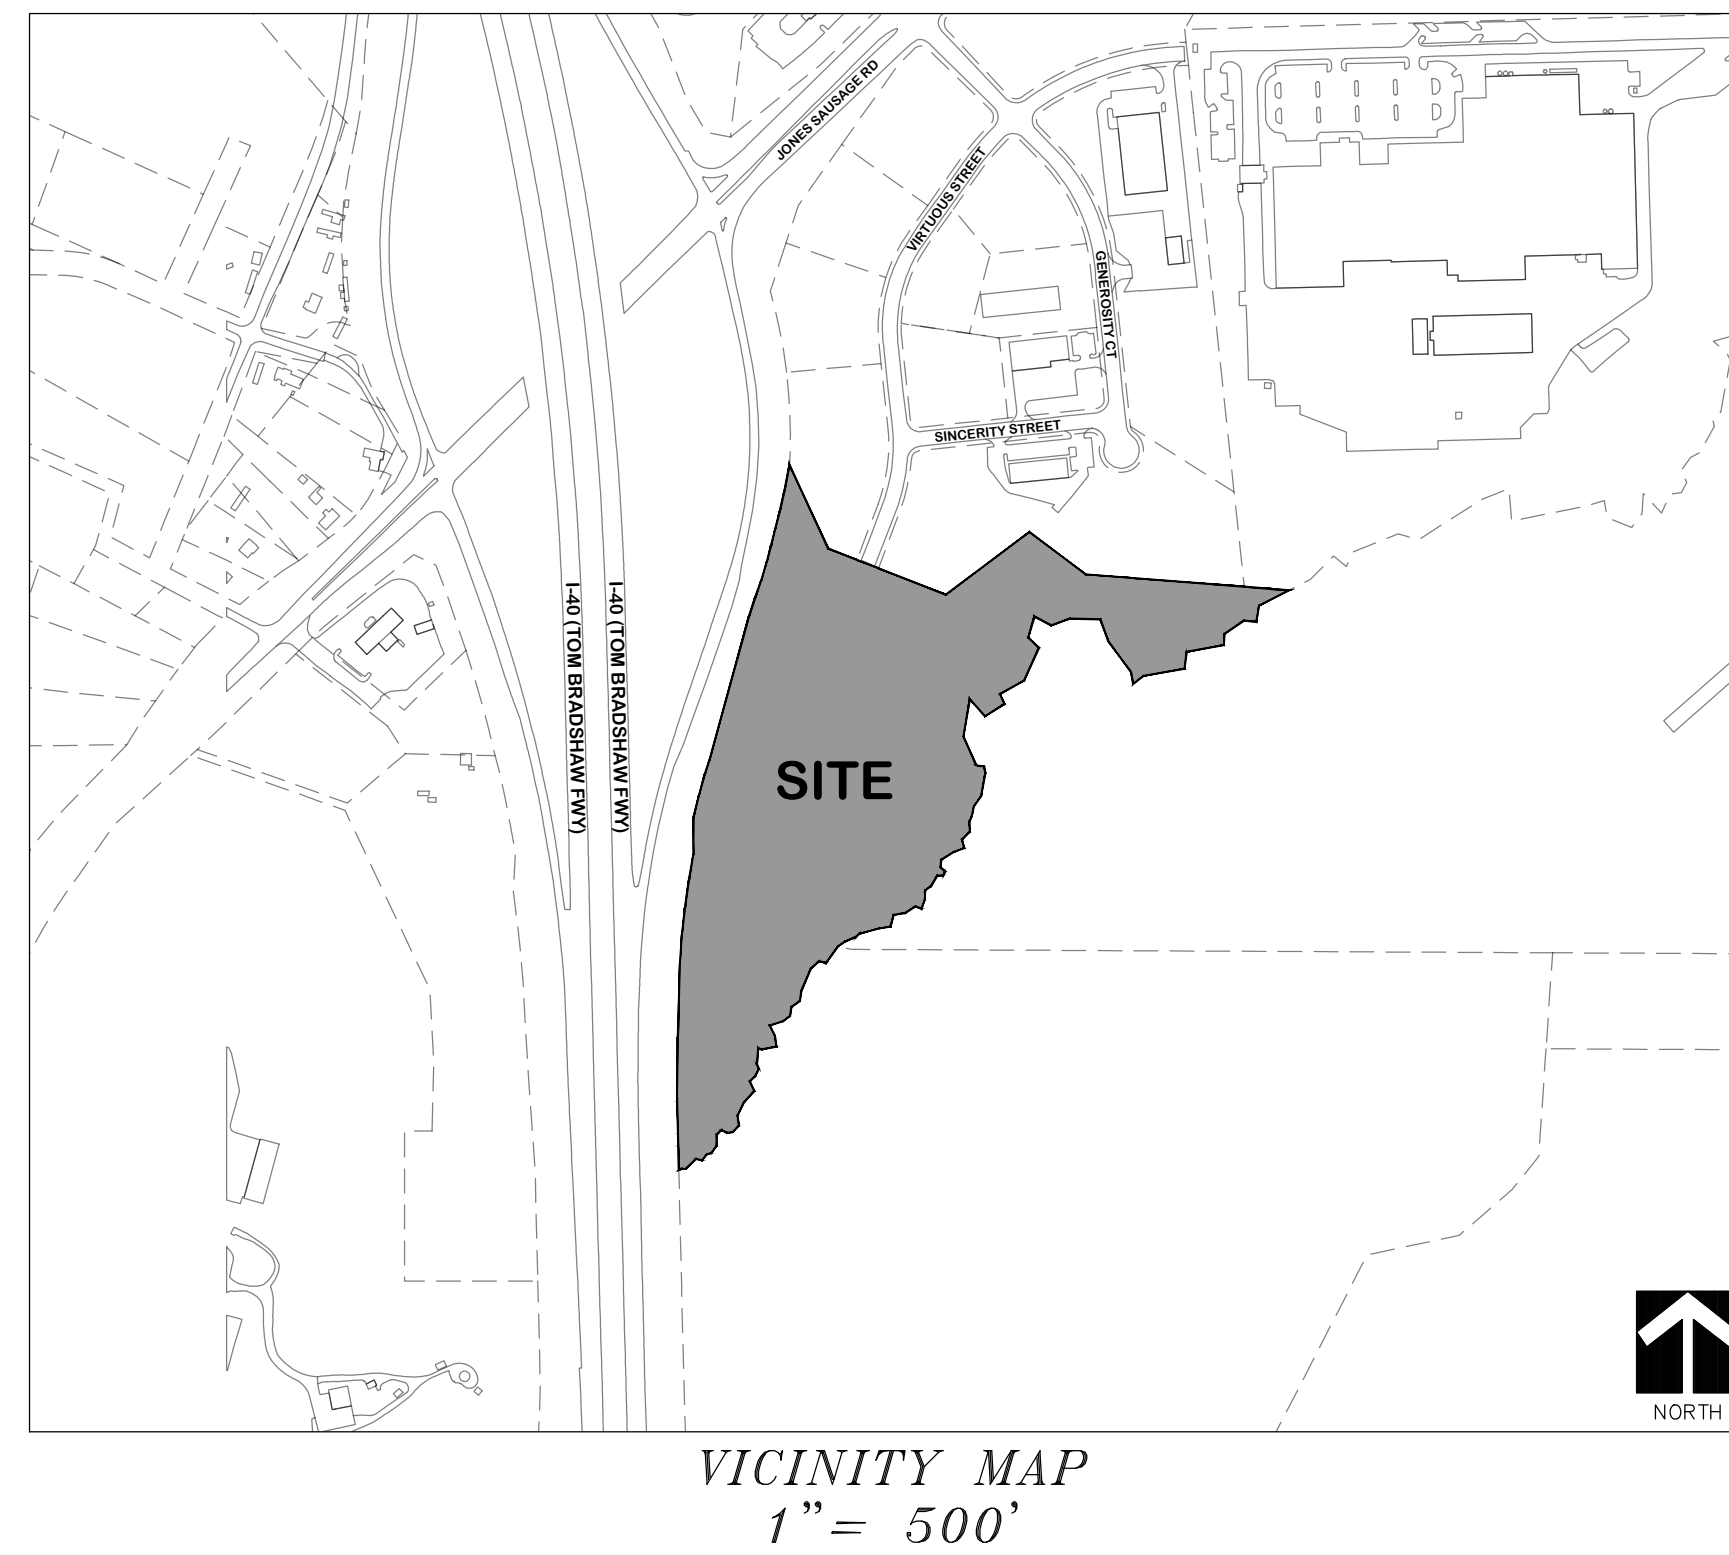 JONES SAUSAGE RD
VIRTUOUS STREET
GENEROSITY CT
SINCERITY STREET
I-40 (TOM BRADSHAW FWY)
I-40 (TOM BRADSHAW FWY)
SITE
NORTH
VICINITY MAP
1"= 500'